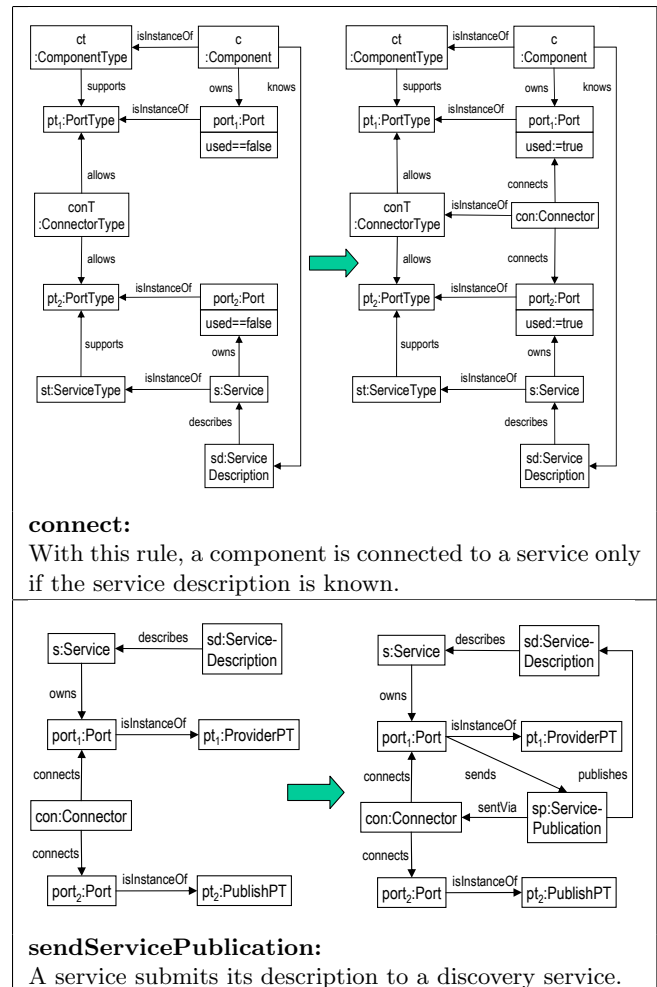 ct
:ComponentType
isInstanceOf
c
:Component
supports
owns
knows
pt1:PortType
isInstanceOf
port1:Port
used==false
allows
conT
:ConnectorType
allows
pt2:PortType
isInstanceOf
port2:Port
used==false
supports
owns
st:ServiceType
isInstanceOf
s:Service
describes
sd:Service
Description
ct
:ComponentType
isInstanceOf
c
:Component
supports
owns
knows
pt1:PortType
isInstanceOf
port1:Port
used:=true
allows
connects
conT
:ConnectorType
isInstanceOf
con:Connector
allows
connects
pt2:PortType
isInstanceOf
port2:Port
used:=true
supports
owns
st:ServiceType
isInstanceOf
s:Service
describes
sd:Service
Description
connect:
With this rule, a component is connected to a service only
if the service description is known.
s:Service
describes
sd:Service-
Description
owns
port1:Port
isInstanceOf
pt1:ProviderPT
connects
con:Connector
connects
port2:Port
isInstanceOf
pt2:PublishPT
s:Service
describes
sd:Service-
Description
owns
port1:Port
isInstanceOf
pt1:ProviderPT
connects
sends
publishes
con:Connector
sentVia
sp:Service-
Publication
connects
port2:Port
isInstanceOf
pt2:PublishPT
sendServicePublication:
A service submits its description to a discovery service.